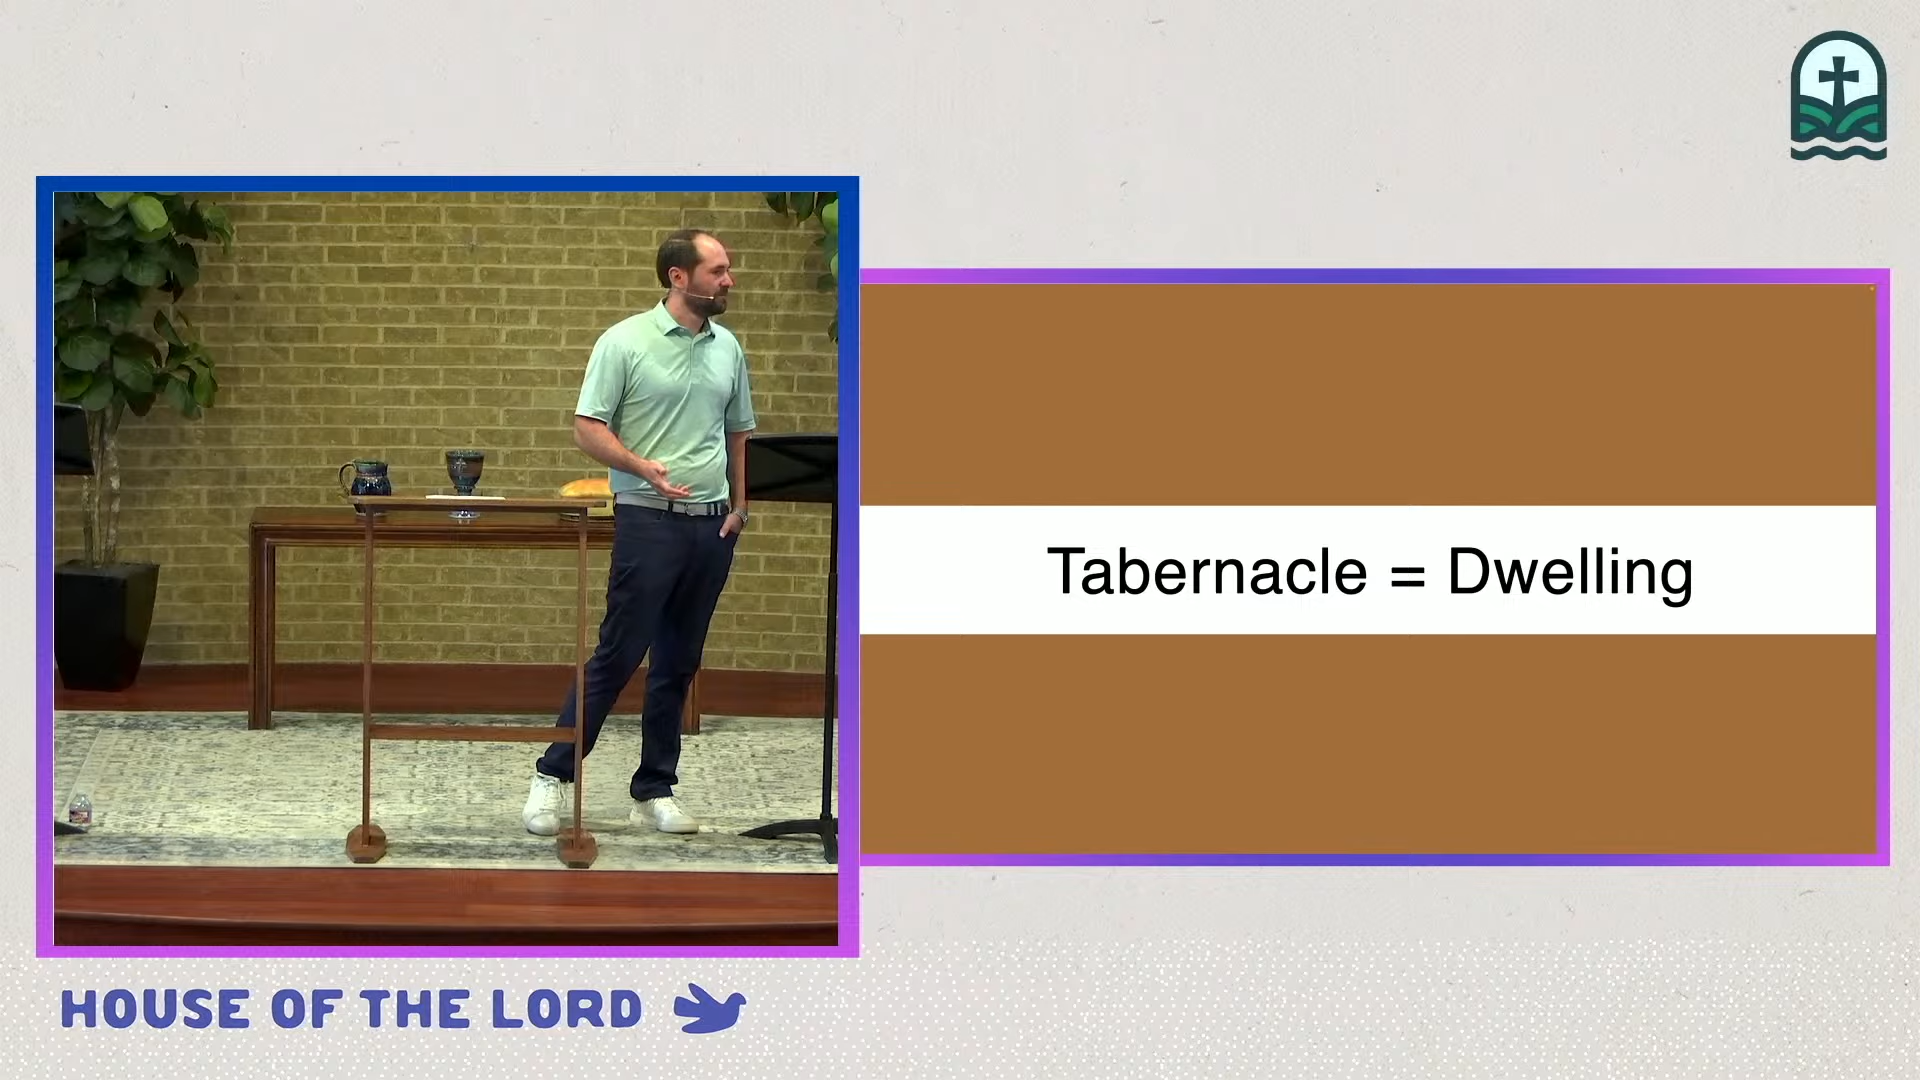 Tabernacle = Dwelling
HOUSE OF THE LORD